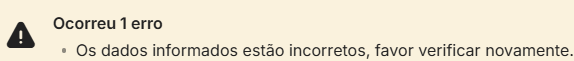 Ocorreu 1 erro
• Os dados informados estão incorretos, favor verificar novamente.